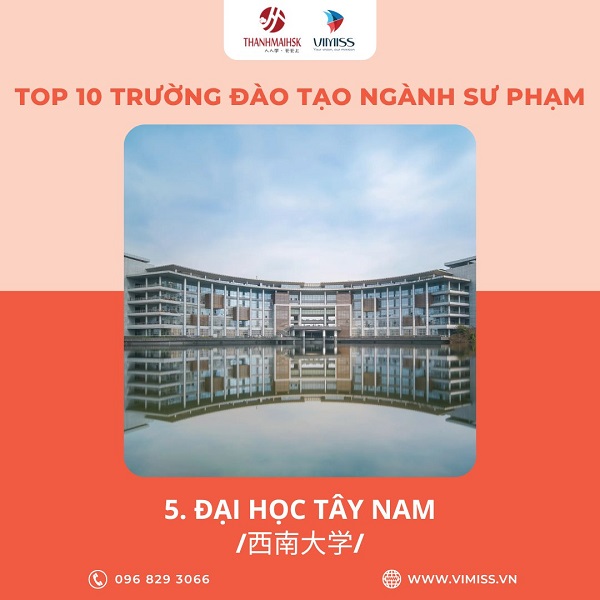 THANHMAIHSK
VIMISS
TOP 10 TRƯỜNG ĐÀO TẠO NGÀNH SƯ PHẠM
5. ĐẠI HỌC TÂY NAM
/西南大学/
096 829 3066
WWW.VIMISS.VN